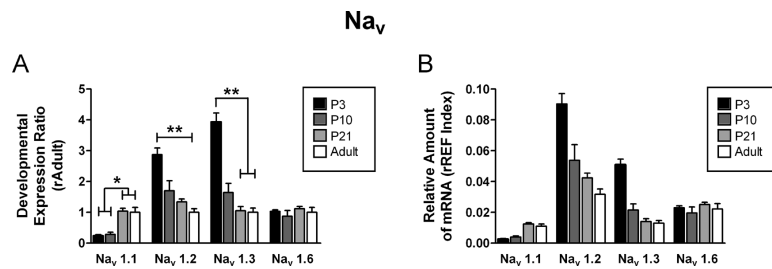 Nav
A
Developmental
Expression Ratio
(rAdult)
5
4
3
2
1
0
*
**
**
P3
P10
P21
Adult
Nav 1.1
Nav 1.2
Nav 1.3
Nav 1.6
B
Relative Amount
of mRNA (rREF Index)
0.10
0.08
0.06
0.04
0.02
0.00
P3
P10
P21
Adult
Nav 1.1
Nav 1.2
Nav 1.3
Nav 1.6